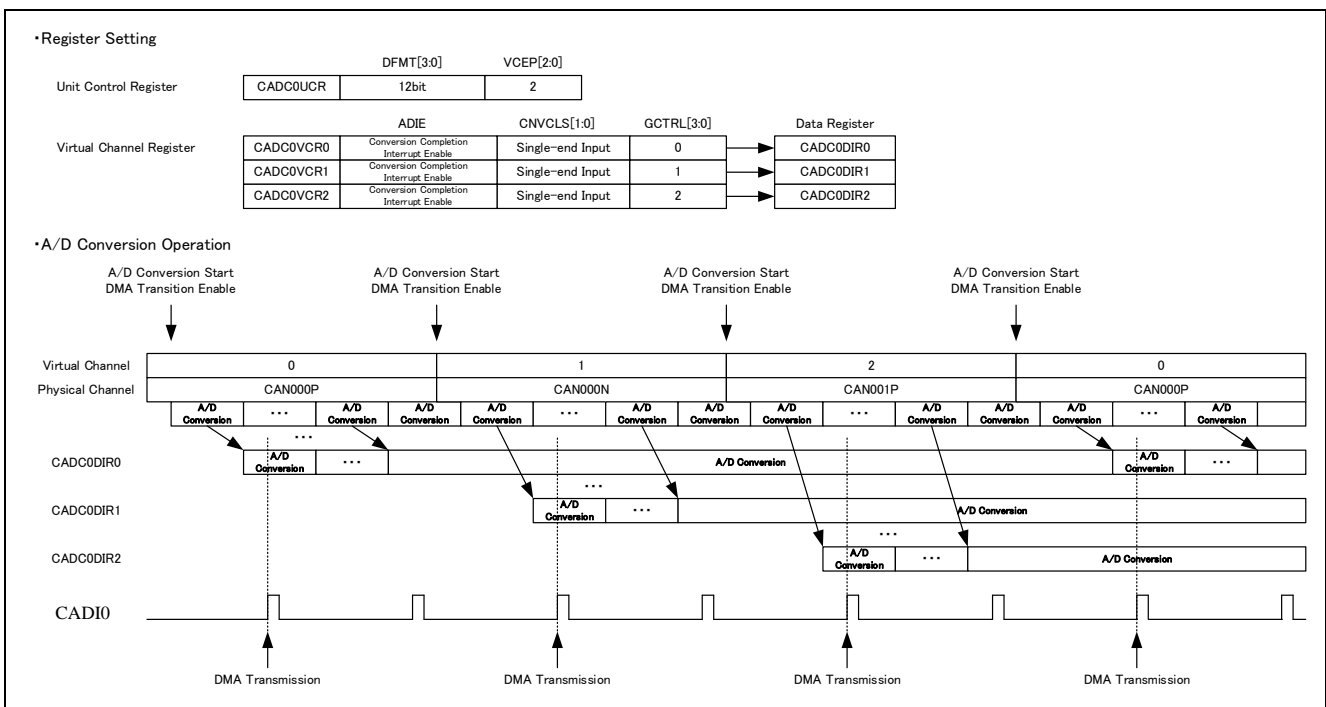 ・Register Setting
DFMT[3:0] VCEP[2:0]
Unit Control Register CADC0UCR 12bit 2
ADIE CNVCLS[1:0] GCTRL[3:0] Data Register
Virtual Channel Register CADC0VCR0 Conversion Completion Interrupt Enable Single-end Input 0 CADC0DIR0
CADC0VCR1 Conversion Completion Interrupt Enable Single-end Input 1 CADC0DIR1
CADC0VCR2 Conversion Completion Interrupt Enable Single-end Input 2 CADC0DIR2
・A/D Conversion Operation
A/D Conversion Start A/D Conversion Start A/D Conversion Start A/D Conversion Start
DMA Transition Enable DMA Transition Enable DMA Transition Enable DMA Transition Enable
Virtual Channel 0 1 2 0
Physical Channel CAN000P CAN000N CAN001P CAN000P
A/D Conversion ... A/D Conversion A/D Conversion A/D Conversion ... A/D Conversion A/D Conversion A/D Conversion ... A/D Conversion A/D Conversion A/D Conversion ... A/D Conversion
...
CADC0DIR0 A/D Conversion ... A/D Conversion A/D Conversion ...
...
CADC0DIR1 A/D Conversion ... A/D Conversion
...
CADC0DIR2 A/D Conversion ... A/D Conversion
CADI0
DMA Transmission DMA Transmission DMA Transmission DMA Transmission